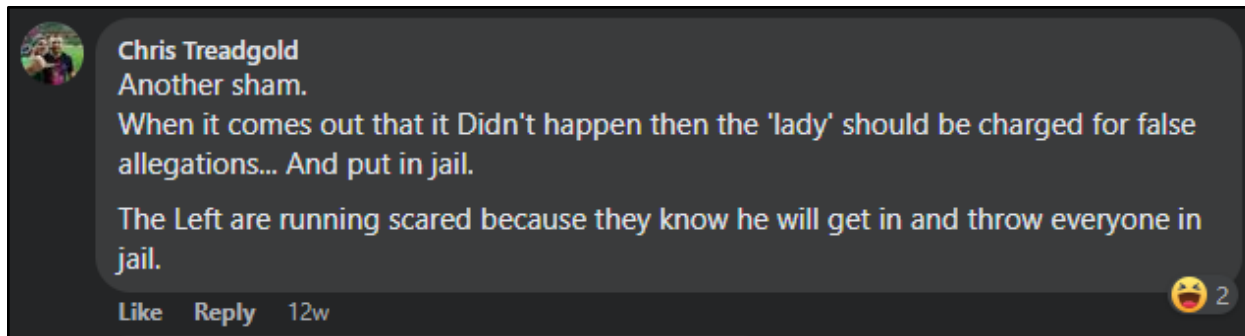 Chris Treadgold
Another sham.
When it comes out that it Didn't happen then the 'lady' should be charged for false
allegations... And put in jail.
The Left are running scared because they know he will get in and throw everyone in
jail.
Like Reply 12w
2